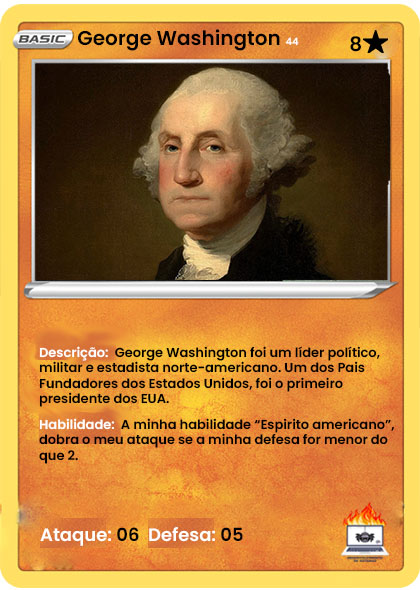 BASIC George Washington 44 8★
Descrição: George Washington foi um líder político,
militar e estadista norte-americano. Um dos Pais
Fundadores dos Estados Unidos, foi o primeiro
presidente dos EUA.
Habilidade: A minha habilidade “Espirito americano”,
dobra o meu ataque se a minha defesa for menor do
que 2.
Ataque: 06 Defesa: 05